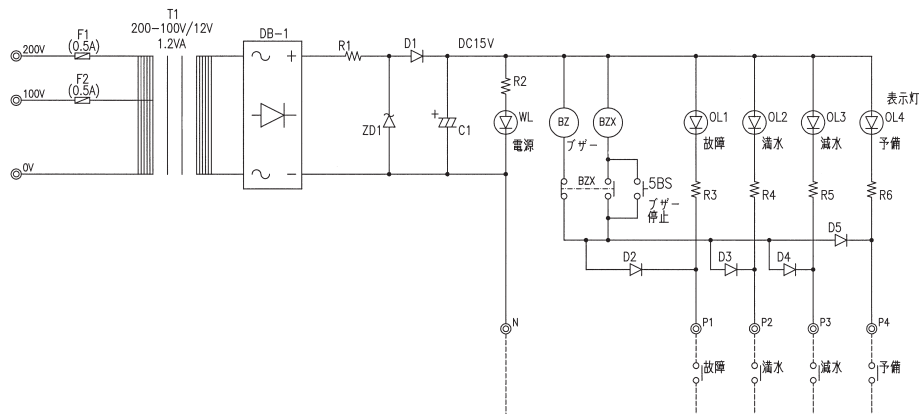 T1
200-100V/12V
1.2VA
F1
(0.5A)
200V
F2
(0.5A)
100V
0V
DB-1
R1
D1
DC15V
ZD1
C1
+
+
-
R2
WL
電源
BZ
ブザー
BZX
BZX
5BS
ブザー
停止
表示灯
OL1
故障
OL2
満水
OL3
減水
OL4
予備
R3
R4
R5
R6
D2
D3
D4
D5
N
P1
P2
P3
P4
故障
満水
減水
予備